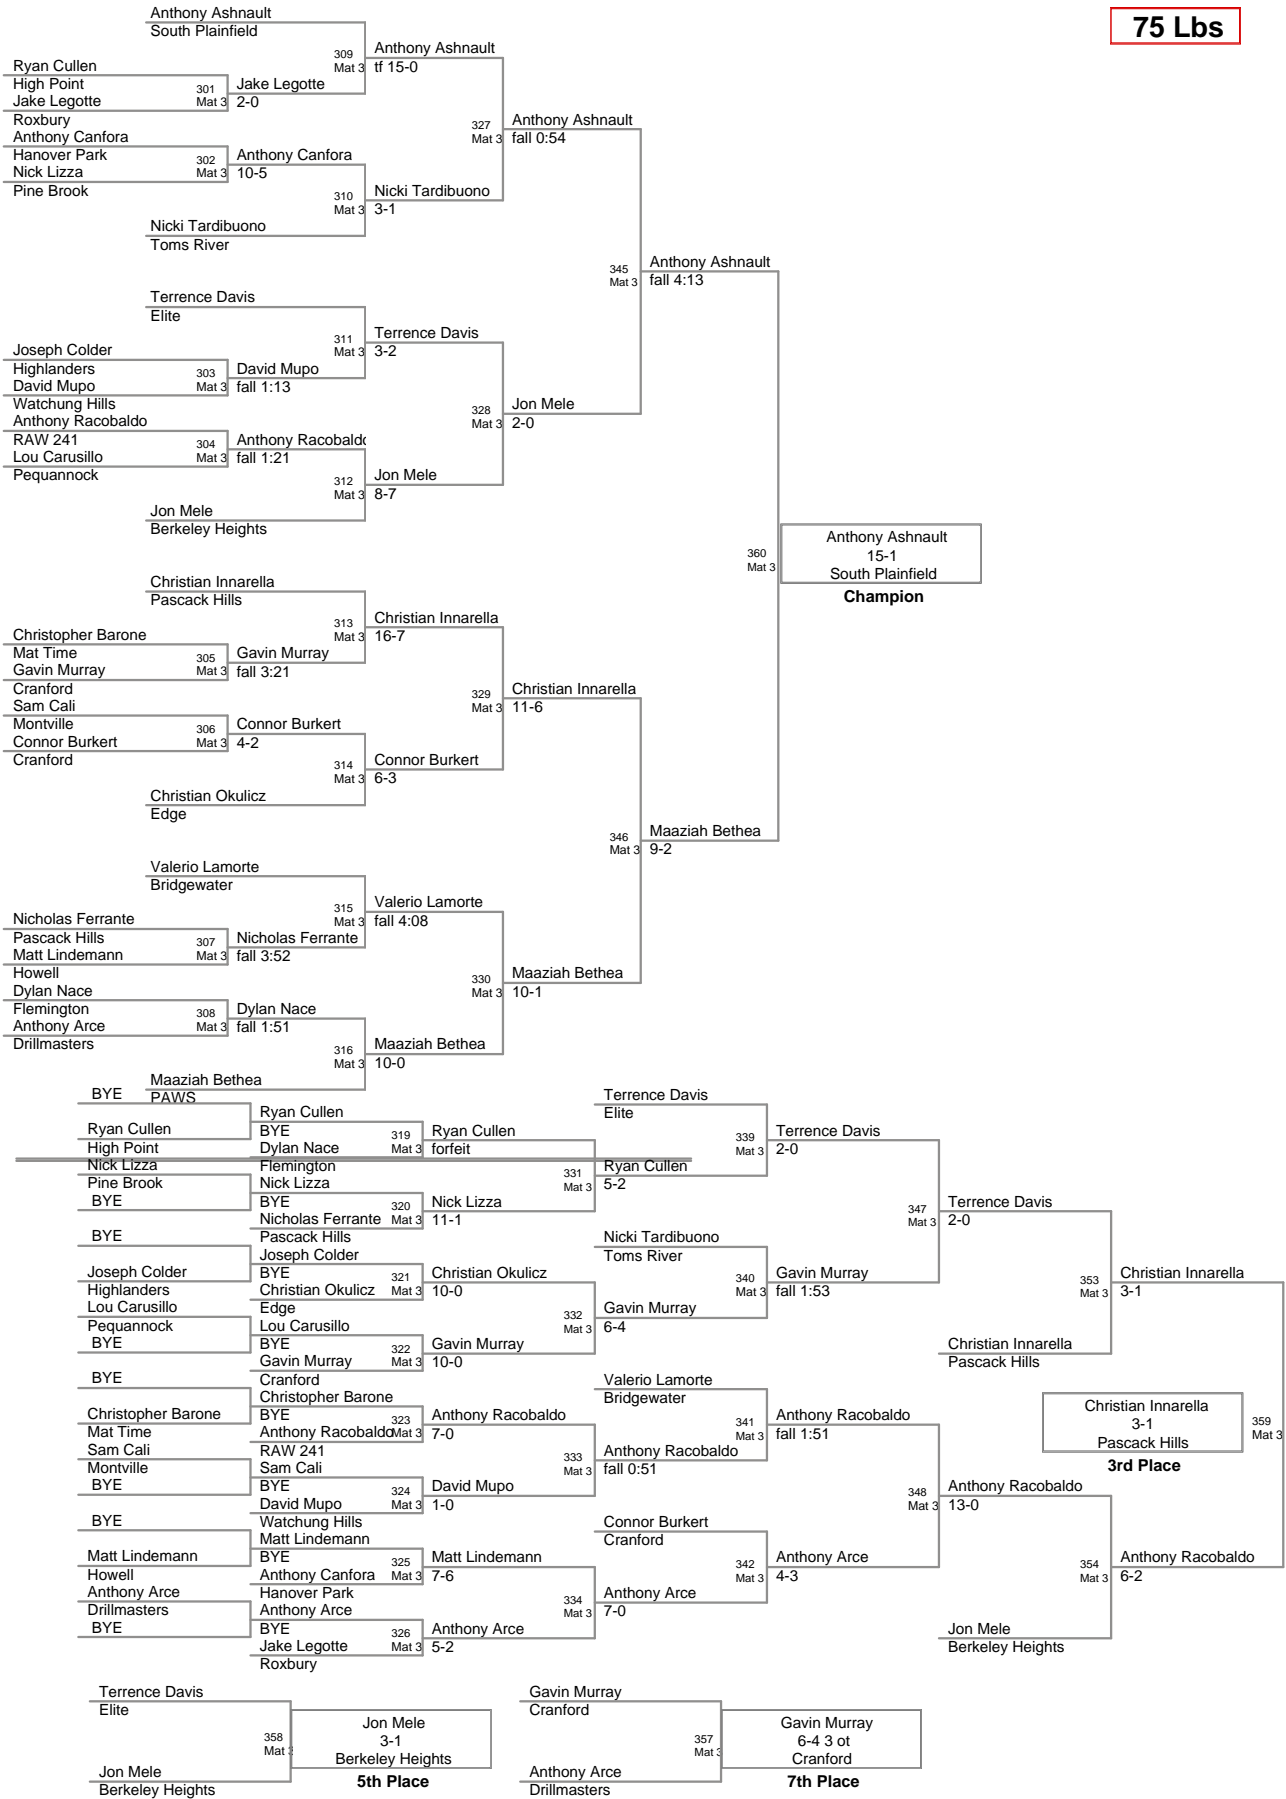 75 Lbs
Anthony Ashnault
South Plainfield
309
Mat 3
Anthony Ashnault
tf 15-0
Ryan Cullen
High Point
301
Mat 3
Jake Legotte
2-0
Jake Legotte
Roxbury
327
Mat 3
Anthony Ashnault
fall 0:54
Anthony Canfora
Hanover Park
302
Mat 3
Anthony Canfora
10-5
Nick Lizza
Pine Brook
310
Mat 3
Nicki Tardibuono
3-1
Nicki Tardibuono
Toms River
345
Mat 3
Anthony Ashnault
fall 4:13
Terrence Davis
Elite
311
Mat 3
Terrence Davis
3-2
Joseph Colder
Highlanders
303
Mat 3
David Mupo
fall 1:13
David Mupo
Watchung Hills
328
Mat 3
Jon Mele
2-0
Anthony Racobaldo
RAW 241
304
Mat 3
Anthony Racobaldo
fall 1:21
Lou Carusillo
Pequannock
312
Mat 3
Jon Mele
8-7
Jon Mele
Berkeley Heights
360
Mat 3
Anthony Ashnault
15-1
South Plainfield
Champion
Christian Innarella
Pascack Hills
313
Mat 3
Christian Innarella
16-7
Christopher Barone
Mat Time
305
Mat 3
Gavin Murray
fall 3:21
Gavin Murray
Cranford
329
Mat 3
Christian Innarella
11-6
Sam Cali
Montville
306
Mat 3
Connor Burkert
4-2
Connor Burkert
Cranford
314
Mat 3
Connor Burkert
6-3
Christian Okulicz
Edge
346
Mat 3
Maaziah Bethea
9-2
Valerio Lamorte
Bridgewater
315
Mat 3
Valerio Lamorte
fall 4:08
Nicholas Ferrante
Pascack Hills
307
Mat 3
Nicholas Ferrante
fall 3:52
Matt Lindemann
Howell
330
Mat 3
Maaziah Bethea
10-1
Dylan Nace
Flemington
308
Mat 3
Dylan Nace
fall 1:51
Anthony Arce
Drillmasters
316
Mat 3
Maaziah Bethea
10-0
Maaziah Bethea
PAWS
BYE
Ryan Cullen
High Point
Ryan Cullen
BYE
319
Mat 3
Ryan Cullen
forfeit
Dylan Nace
Flemington
Nick Lizza
Pine Brook
BYE
Nick Lizza
BYE
320
Mat 3
Nick Lizza
11-1
Nicholas Ferrante
Pascack Hills
331
Mat 3
Ryan Cullen
5-2
Terrence Davis
Elite
339
Mat 3
Terrence Davis
2-0
BYE
Joseph Colder
Highlanders
Joseph Colder
BYE
321
Mat 3
Christian Okulicz
10-0
Christian Okulicz
Edge
Lou Carusillo
Pequannock
BYE
Lou Carusillo
BYE
322
Mat 3
Gavin Murray
10-0
Gavin Murray
Cranford
332
Mat 3
Gavin Murray
6-4
Nicki Tardibuono
Toms River
340
Mat 3
Gavin Murray
fall 1:53
347
Mat 3
Terrence Davis
2-0
353
Mat 3
Christian Innarella
3-1
Christian Innarella
Pascack Hills
BYE
Christopher Barone
Mat Time
Christopher Barone
BYE
323
Mat 3
Anthony Racobaldo
7-0
Anthony Racobaldo
RAW 241
Sam Cali
Montville
BYE
Sam Cali
BYE
324
Mat 3
David Mupo
1-0
David Mupo
Watchung Hills
333
Mat 3
Anthony Racobaldo
fall 0:51
Valerio Lamorte
Bridgewater
341
Mat 3
Anthony Racobaldo
fall 1:51
Christian Innarella
3-1
Pascack Hills
3rd Place
359
Mat 3
BYE
Matt Lindemann
Howell
Matt Lindemann
BYE
325
Mat 3
Matt Lindemann
7-6
Anthony Canfora
Hanover Park
Anthony Arce
Drillmasters
BYE
Anthony Arce
BYE
326
Mat 3
Anthony Arce
5-2
Jake Legotte
Roxbury
334
Mat 3
Anthony Arce
7-0
Connor Burkert
Cranford
342
Mat 3
Anthony Arce
4-3
348
Mat 3
Anthony Racobaldo
13-0
354
Mat 3
Anthony Racobaldo
6-2
Jon Mele
Berkeley Heights
Terrence Davis
Elite
358
Mat 3
Jon Mele
3-1
Berkeley Heights
5th Place
Jon Mele
Berkeley Heights
Gavin Murray
Cranford
357
Mat 3
Gavin Murray
6-4 3 ot
Cranford
7th Place
Anthony Arce
Drillmasters